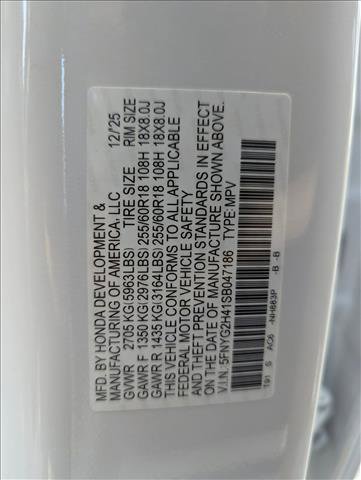 MFD. BY HONDA DEVELOPMENT &
MANUFACTURING OF AMERICA, LLC 12/'25
GVWR 2705 KG(5963LBS) TIRE SIZE RIM SIZE
GAWR F 1350 KG(2976LBS) 255/60R18 108H 18X8.0J
GAWR R 1435 KG(3164LBS) 255/60R18 108H 18X8.0J
THIS VEHICLE CONFORMS TO ALL APPLICABLE
FEDERAL MOTOR VEHICLE SAFETY
AND THEFT PREVENTION STANDARDS IN EFFECT
ON THE DATE OF MANUFACTURE SHOWN ABOVE.
V.I.N.: 5FNYG2H41SB047186 TYPE: MPV
T91 S AC6 -NH883P -B -B